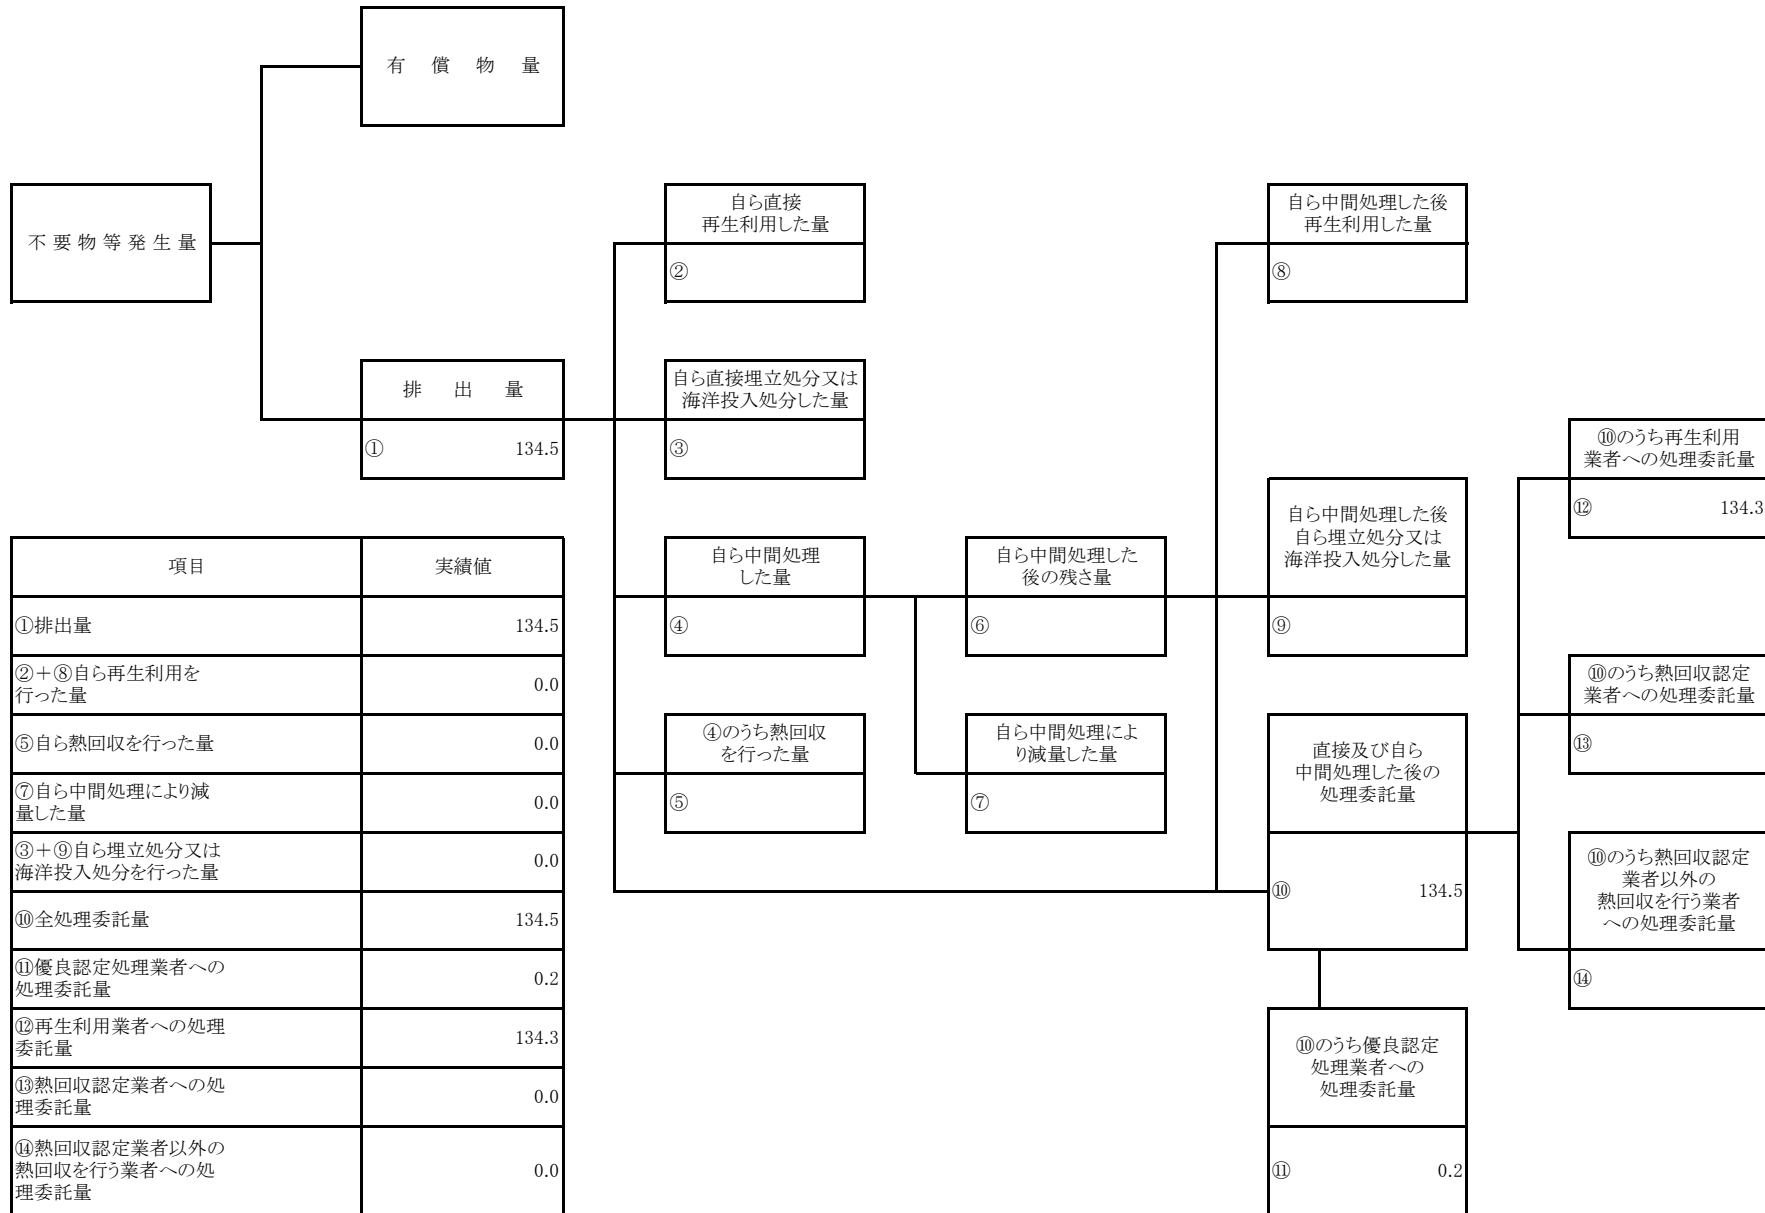 有 償 物 量
不 要 物 等 発 生 量
自ら直接
再生利用した量
②
自ら中間処理した後
再生利用した量
⑧
排 出 量
① 134.5
自ら直接埋立処分又は
海洋投入処分した量
③
⑩のうち再生利用
業者への処理委託量
⑫ 134.3
自ら中間処理
した量
④
自ら中間処理した
後の残さ量
⑥
自ら中間処理した後
自ら埋立処分又は
海洋投入処分した量
⑨
⑩のうち熱回収認定
業者への処理委託量
⑬
④のうち熱回収
を行った量
⑤
自ら中間処理によ
り減量した量
⑦
直接及び自ら
中間処理した後の
処理委託量
⑩ 134.5
⑩のうち熱回収認定
業者以外の
熱回収を行う業者
への処理委託量
⑭
⑩のうち優良認定
処理業者への
処理委託量
⑪ 0.2
項目 実績値
①排出量 134.5
②+⑧自ら再生利用を
行った量 0.0
⑤自ら熱回収を行った量 0.0
⑦自ら中間処理により減
量した量 0.0
③+⑨自ら埋立処分又は
海洋投入処分を行った量 0.0
⑩全処理委託量 134.5
⑪優良認定処理業者への
処理委託量 0.2
⑫再生利用業者への処理
委託量 134.3
⑬熱回収認定業者への処
理委託量 0.0
⑭熱回収認定業者以外の
熱回収を行う業者への処
理委託量 0.0